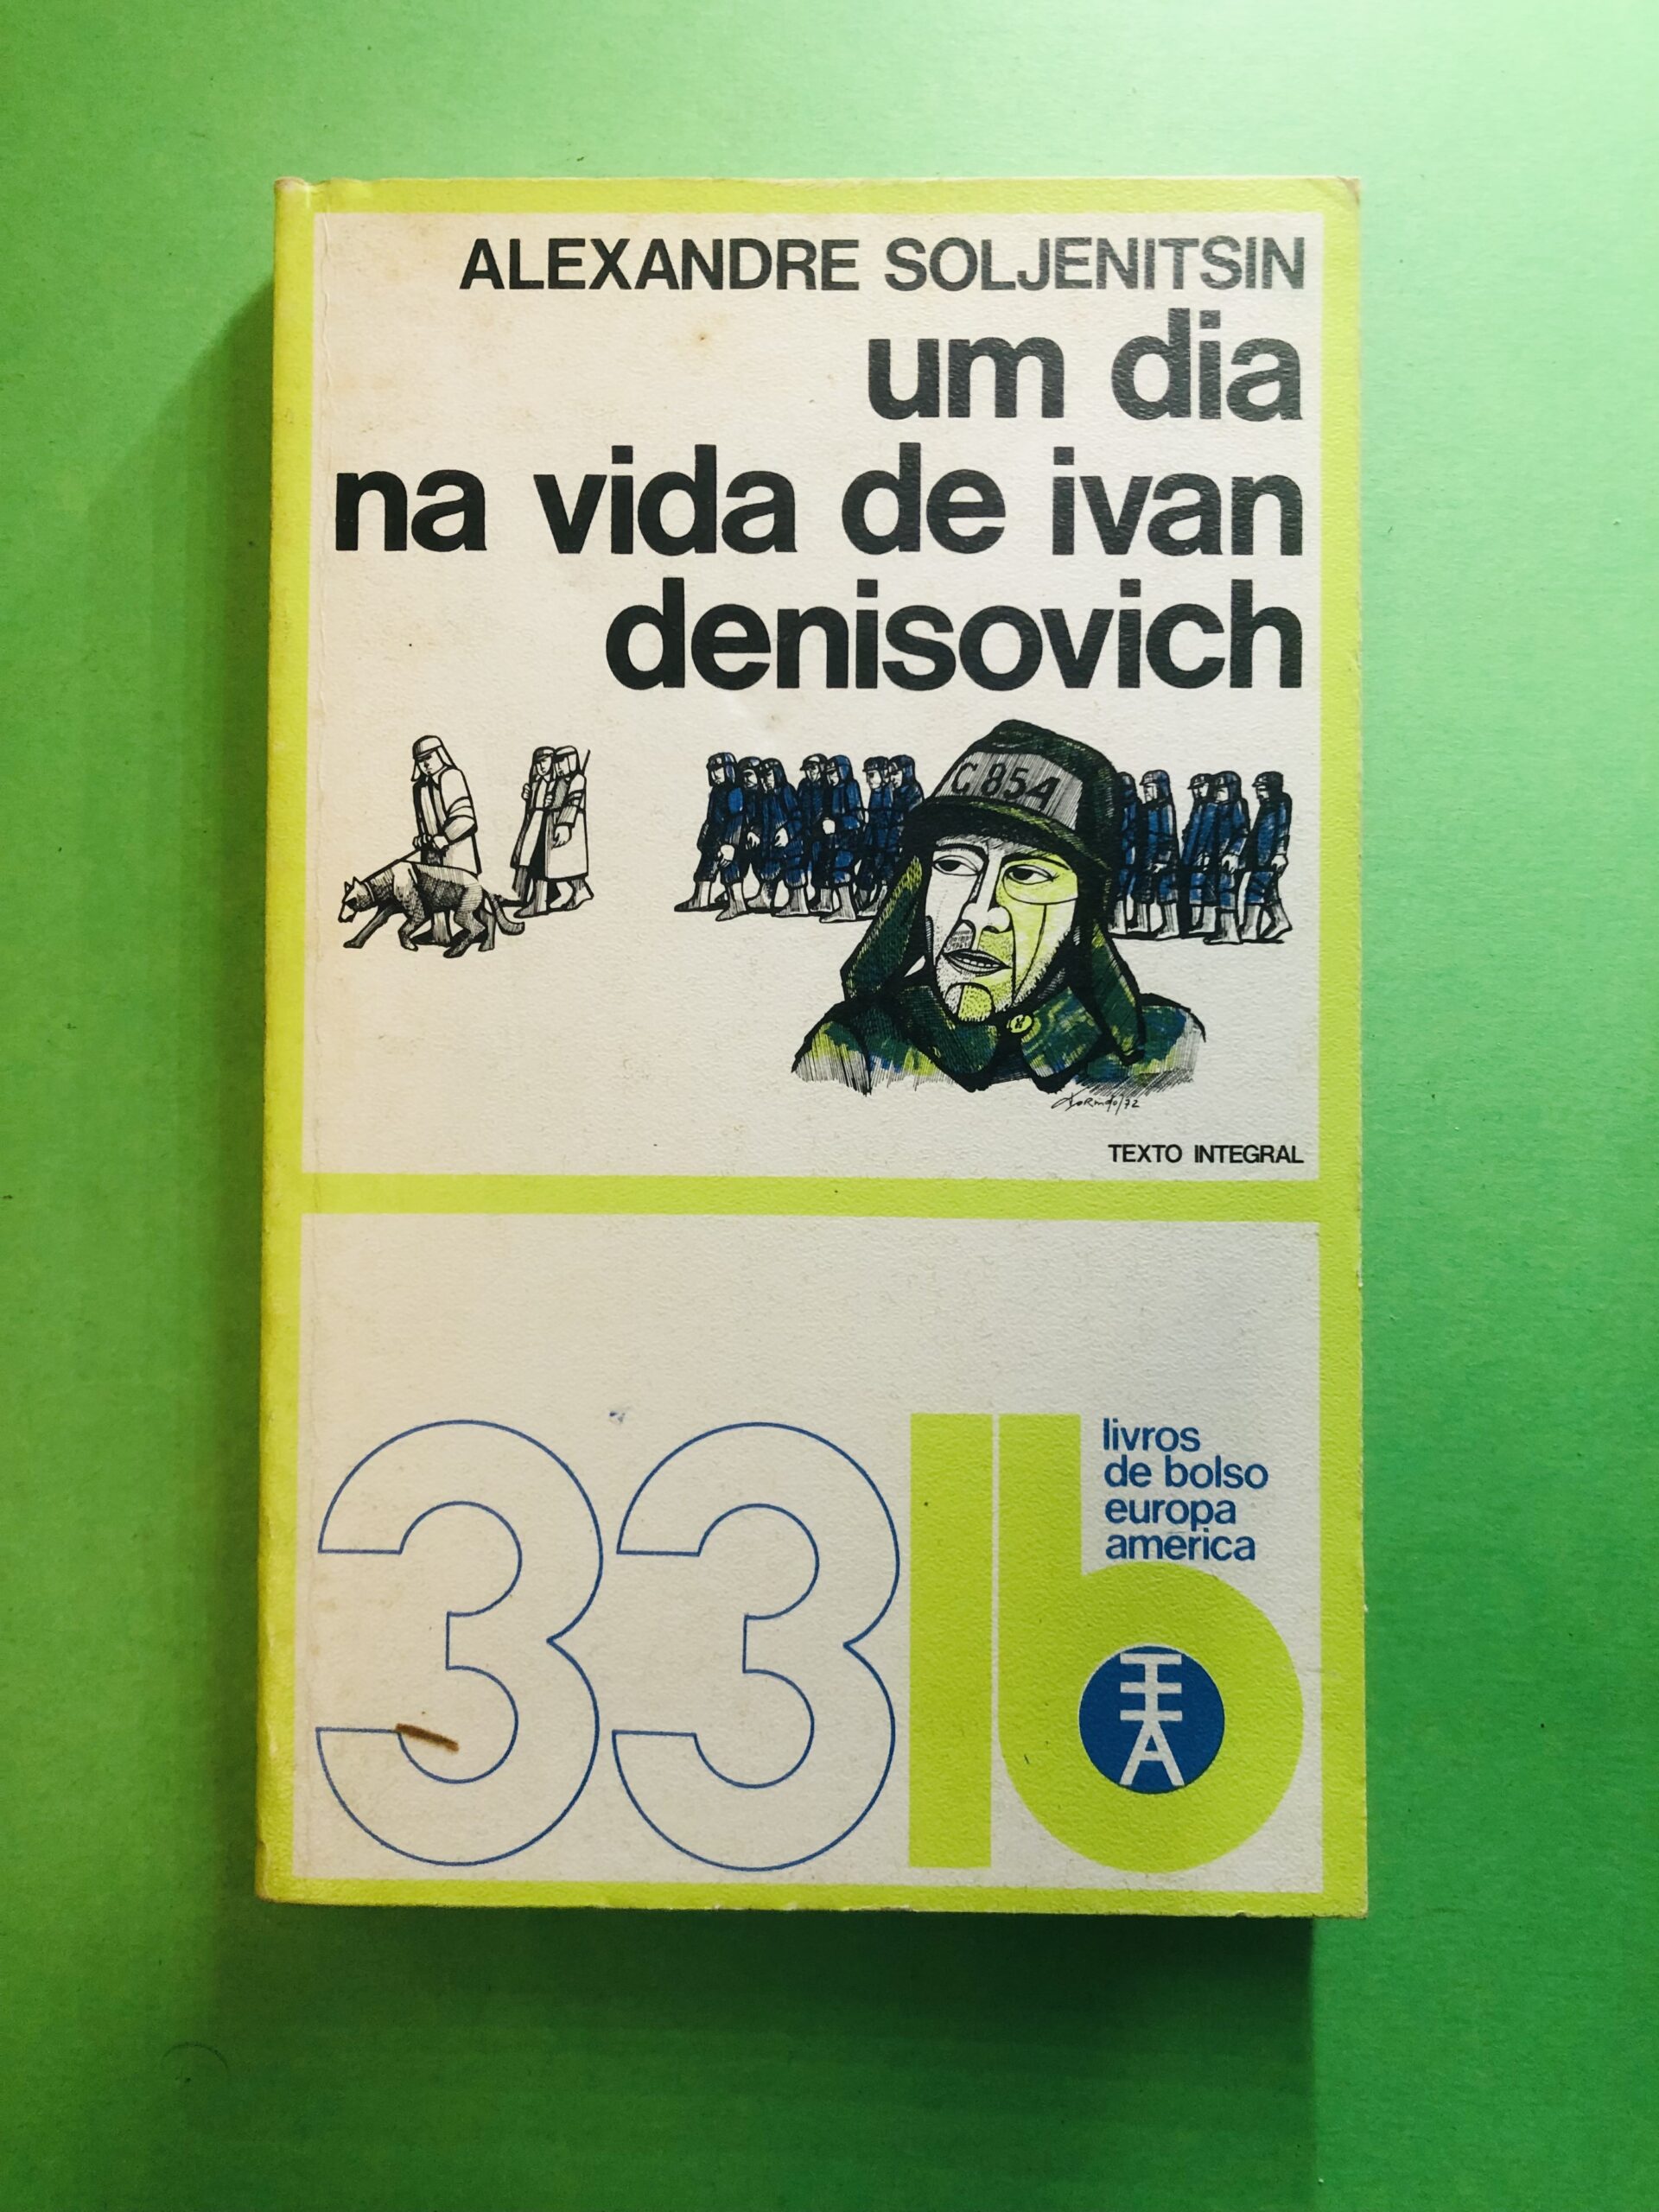 ALEXANDRE SOLJENITSIN
um dia
na vida de ivan
denisovich
C 854
TEXTO INTEGRAL
33 lb
livros
de bolso
europa
america
EA